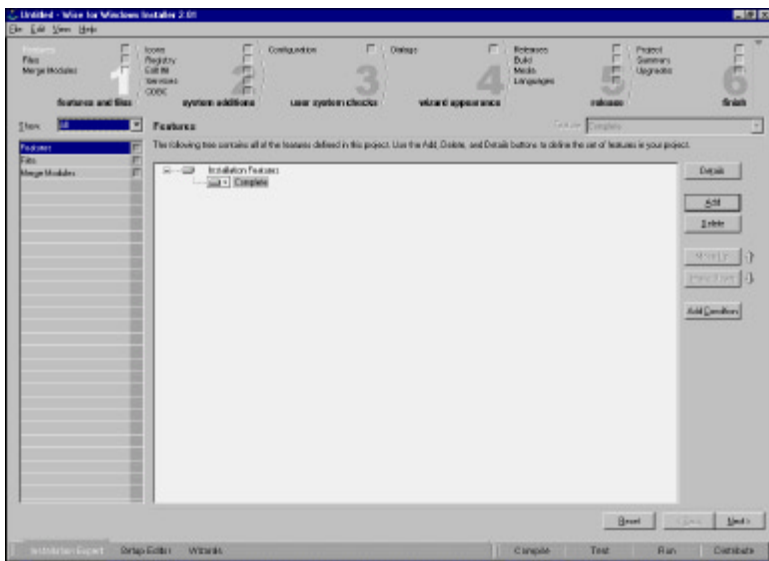 Untitled - Wise for Windows Installer 2.01
File Edit View Help
Features
Files
Merge Modules
1
features and files
Icons
Registry
Edit INI
Services
ODBC
2
system additions
Configuration
3
user system checks
Dialogs
4
wizard appearance
Releases
Build
Media
Languages
5
release
Project
Summary
Upgrades
6
finish
Show: All
Features
Complete
Features
Files
Merge Modules
The following tree contains all of the features defined in this project. Use the Add, Delete, and Details buttons to define the set of features in your project.
Installation Features
Complete
Details
Add
Delete
Move Up
Move Down
Add Condition
Reset
Next >
Installation Expert Setup Editor Wizards Compile Test Run Distribute